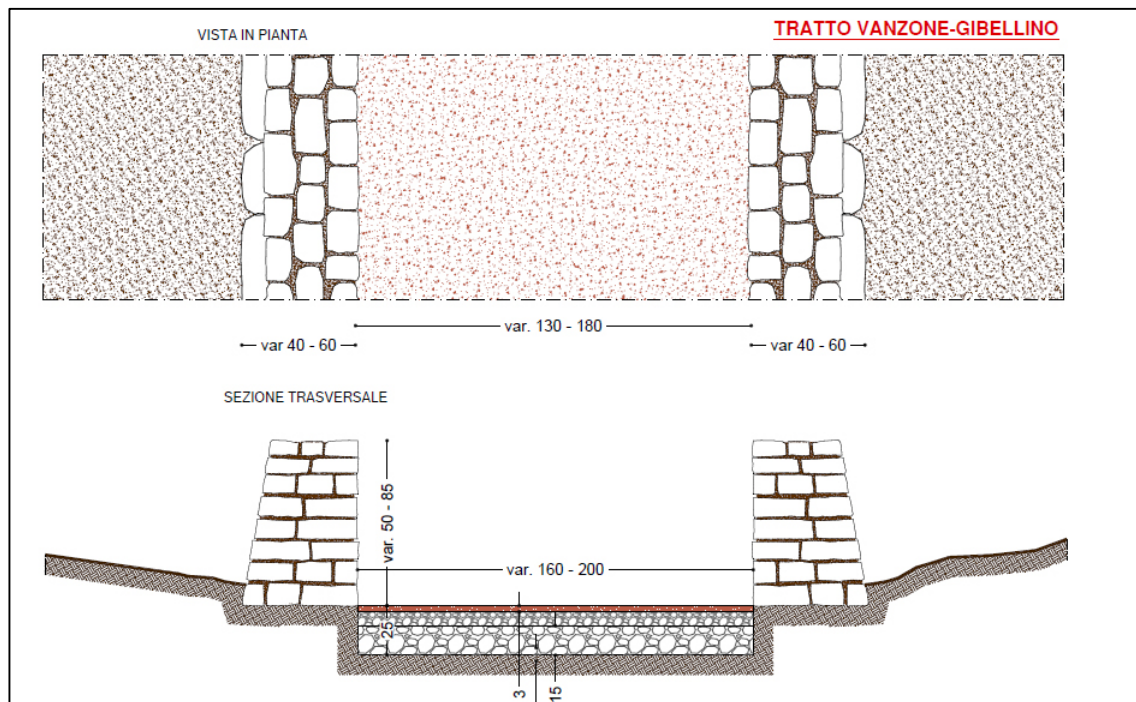 VISTA IN PIANTA
TRATTO VANZONE-GIBELLINO
var. 130 - 180
var 40 - 60
var 40 - 60
SEZIONE TRASVERSALE
var. 50 - 85
var. 160 - 200
25
3
15